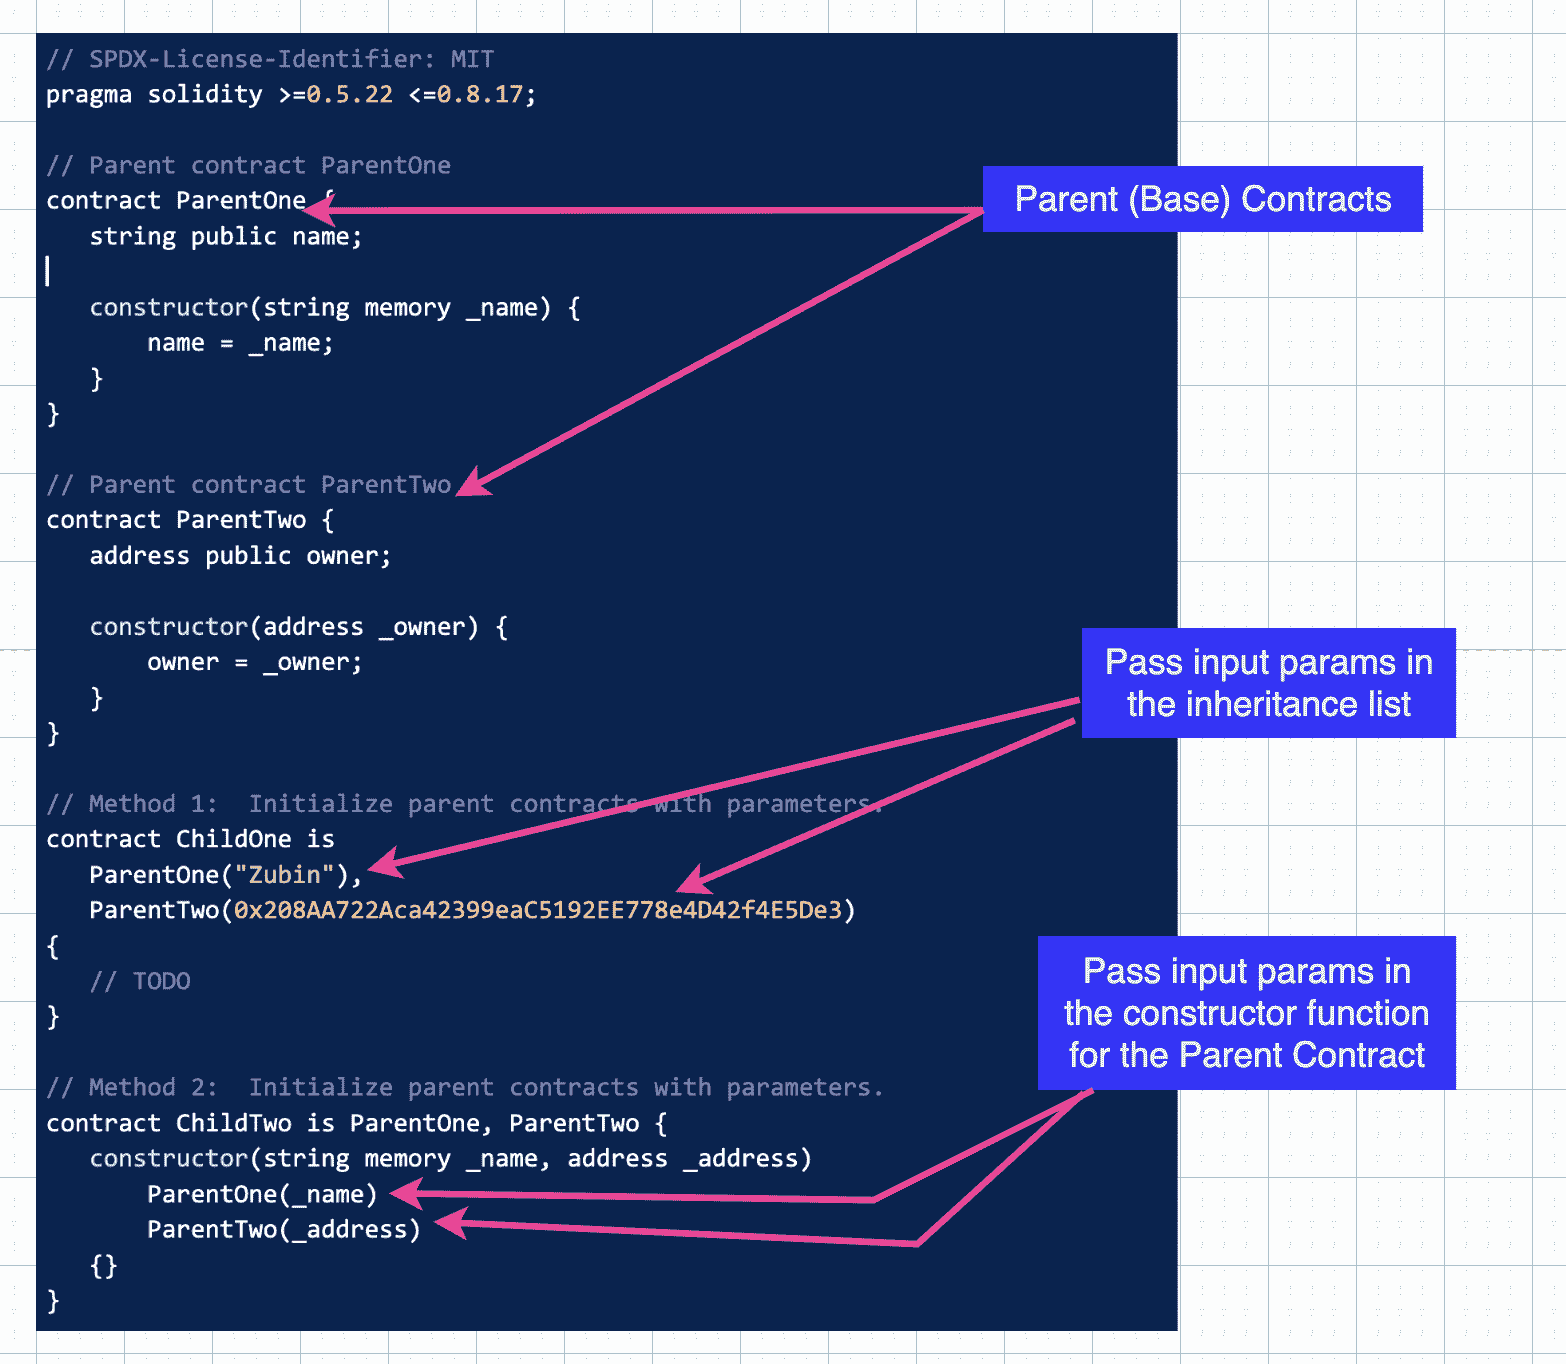 // SPDX-License-Identifier: MIT
pragma solidity >=0.5.22 <=0.8.17;
// Parent contract ParentOne
contract ParentOne {
string public name;
constructor(string memory _name) {
name = _name;
}
}
// Parent contract ParentTwo
contract ParentTwo {
address public owner;
constructor(address _owner) {
owner = _owner;
}
}
// Method 1:  Initialize parent contracts with parameters.
contract ChildOne is
ParentOne("Zubin"),
ParentTwo(0x208AA722Aca42399eaC5192EE778e4D42f4E5De3)
{
// TODO
}
// Method 2:  Initialize parent contracts with parameters.
contract ChildTwo is ParentOne, ParentTwo {
constructor(string memory _name, address _address)
ParentOne(_name)
ParentTwo(_address)
{}
}
Parent (Base) Contracts
Pass input params in
the inheritance list
Pass input params in
the constructor function
for the Parent Contract